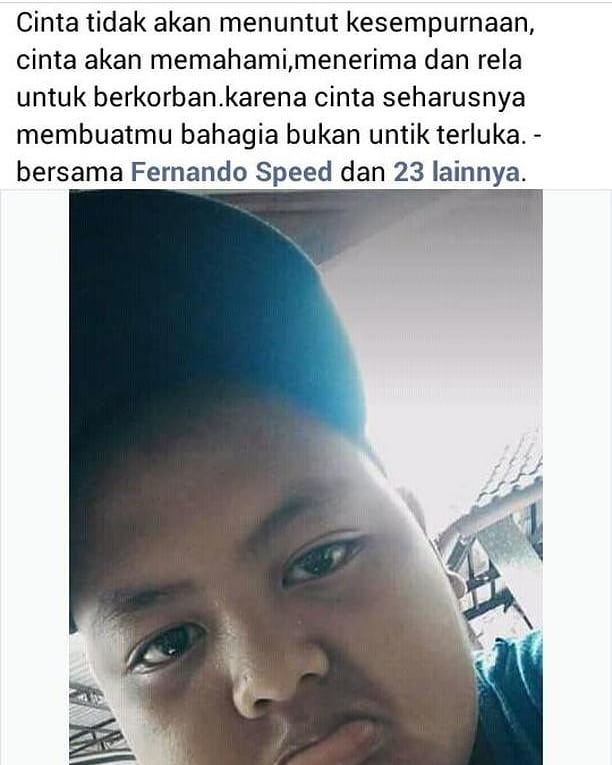 Cinta tidak akan menuntut kesempurnaan,
cinta akan memahami,menerima dan rela
untuk berkorban.karena cinta seharusnya
membuatmu bahagia bukan untik terluka. -
bersama Fernando Speed dan 23 lainnya.